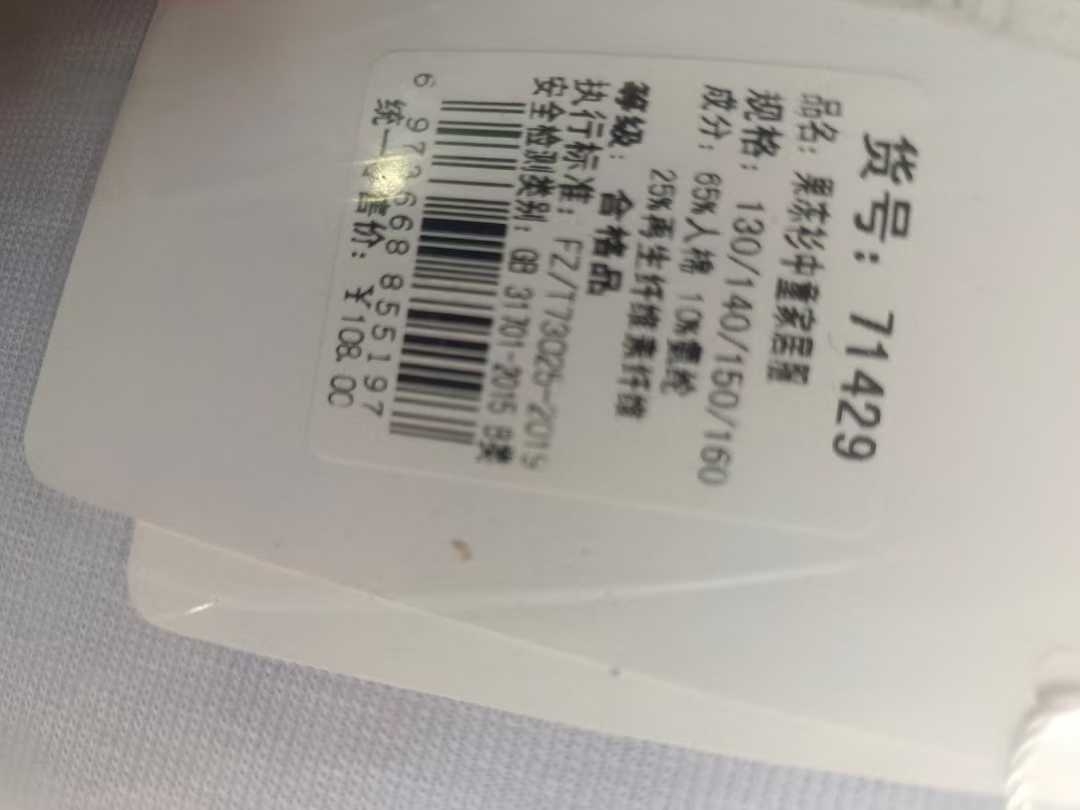 货号：71429
品名：果冻衫中童家居服
规格：130/140/150/160
成分：65%人棉 10%氨纶
25%再生纤维素纤维
等级：合格品
执行标准：FZ/T73025-2019
安全检测类别：GB 31701-2015 B类
6 973668 855197
统一零售价：￥108.00